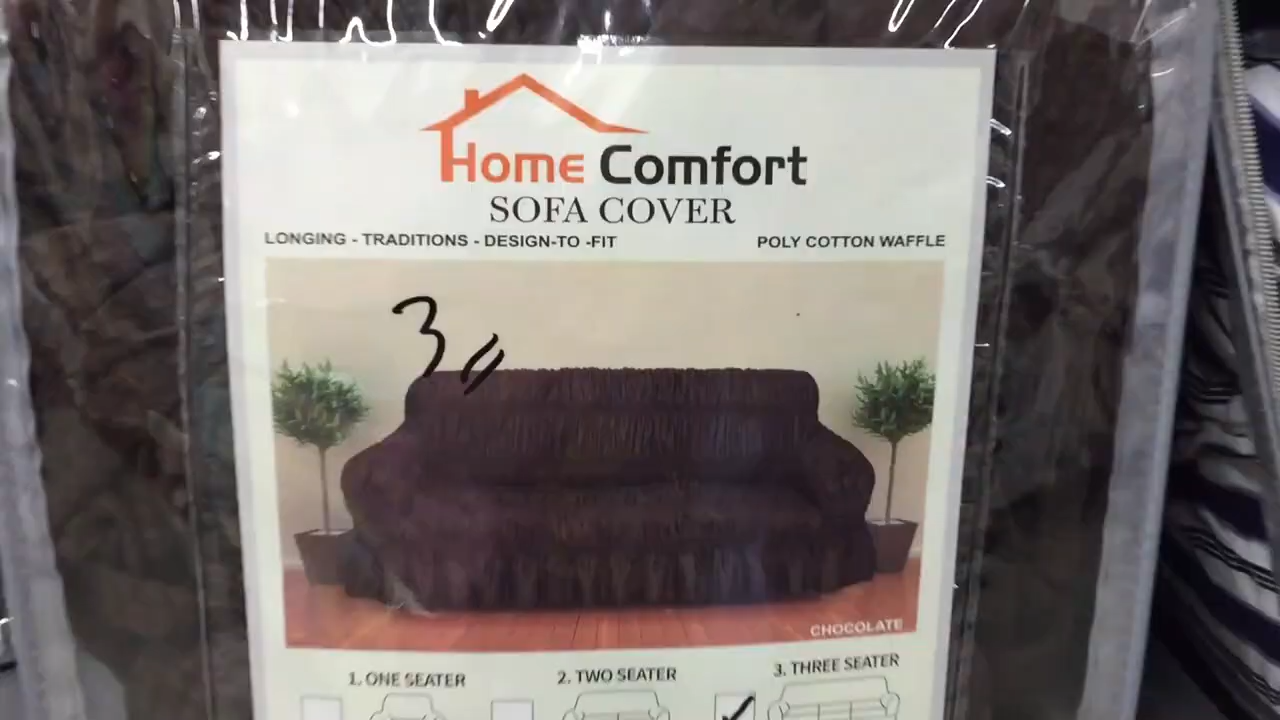 Home Comfort
SOFA COVER
LONGING - TRADITIONS - DESIGN-TO -FIT
POLY COTTON WAFFLE
3 〃
CHOCOLATE
1. ONE SEATER
2. TWO SEATER
3. THREE SEATER